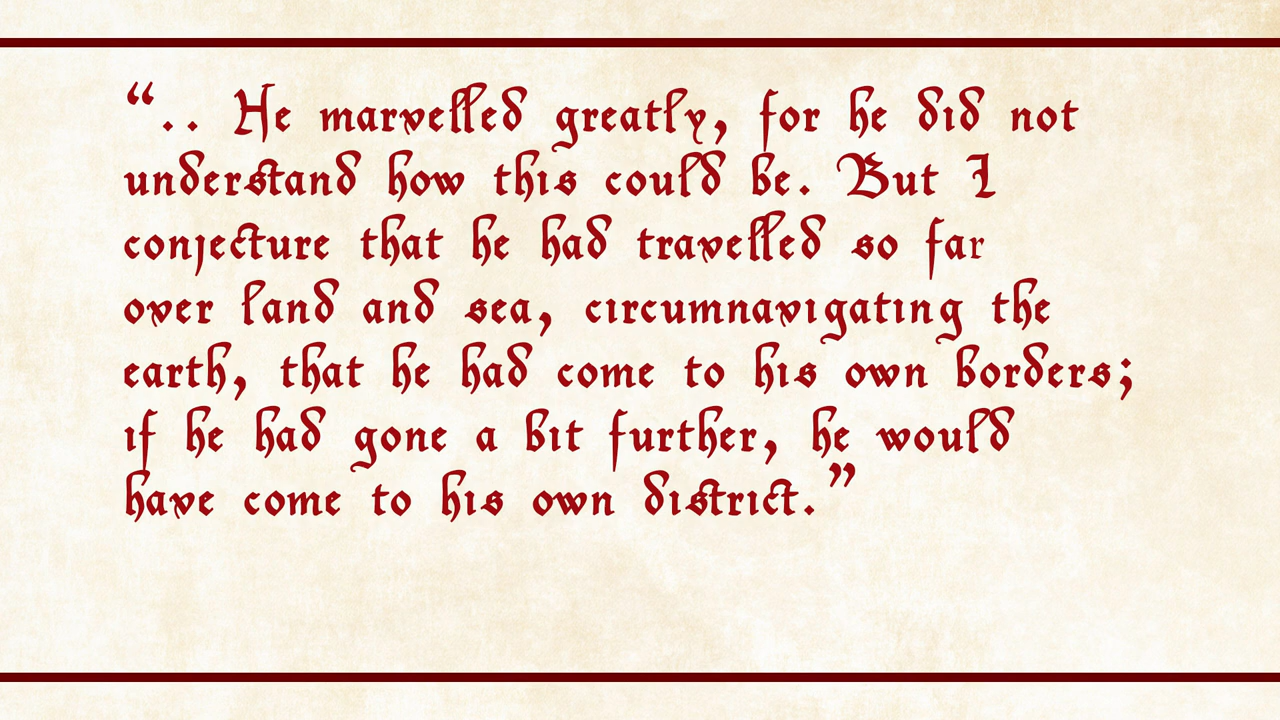 “.. He marvelled greatly, for he did not
understand how this could be. But I
conjecture that he had travelled so far
over land and sea, circumnavigating the
earth, that he had come to his own borders;
if he had gone a bit further, he would
have come to his own district.”